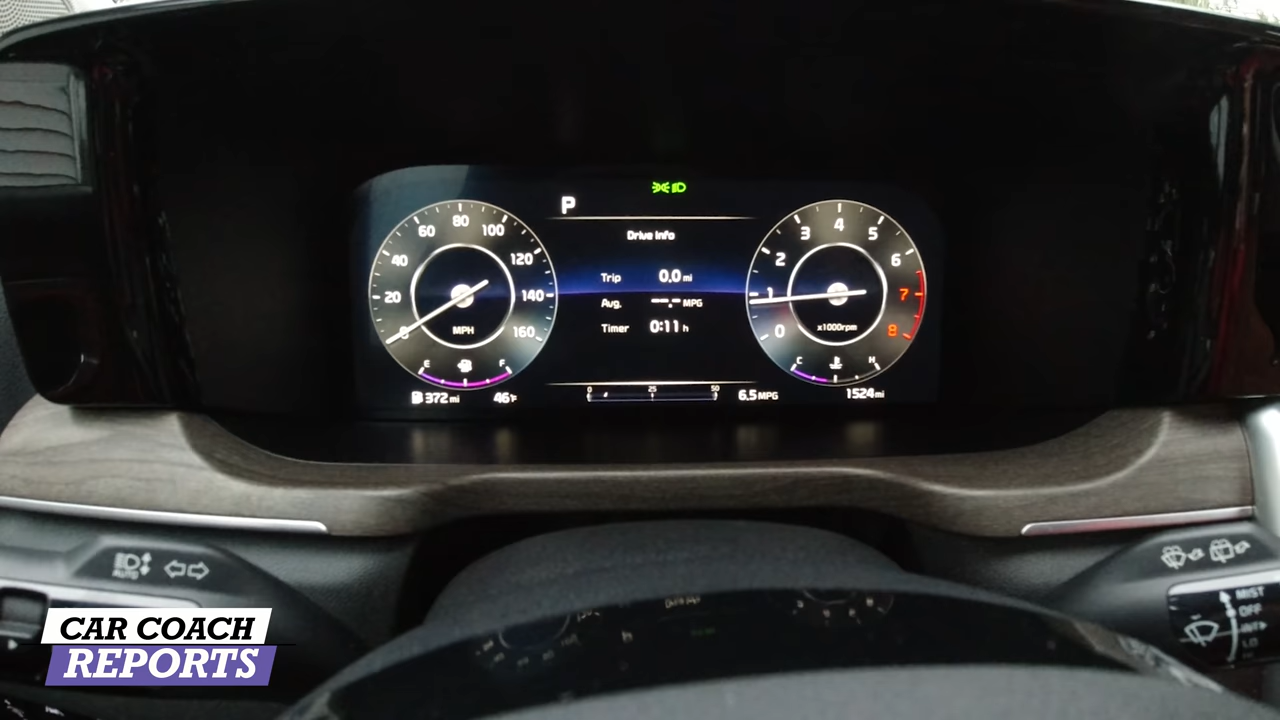 P
Drive Info
Trip 0.0 mi
Avg. --.- MPG
Timer 0:11 h
0 20 40 60 80 100 120 140 160
MPH
E F
372 mi
46°F
0 25 50
6.5 MPG
0 1 2 3 4 5 6 7 8
x1000rpm
C H
1524 mi
AUTO
MIST
OFF
INT
CAR COACH
REPORTS